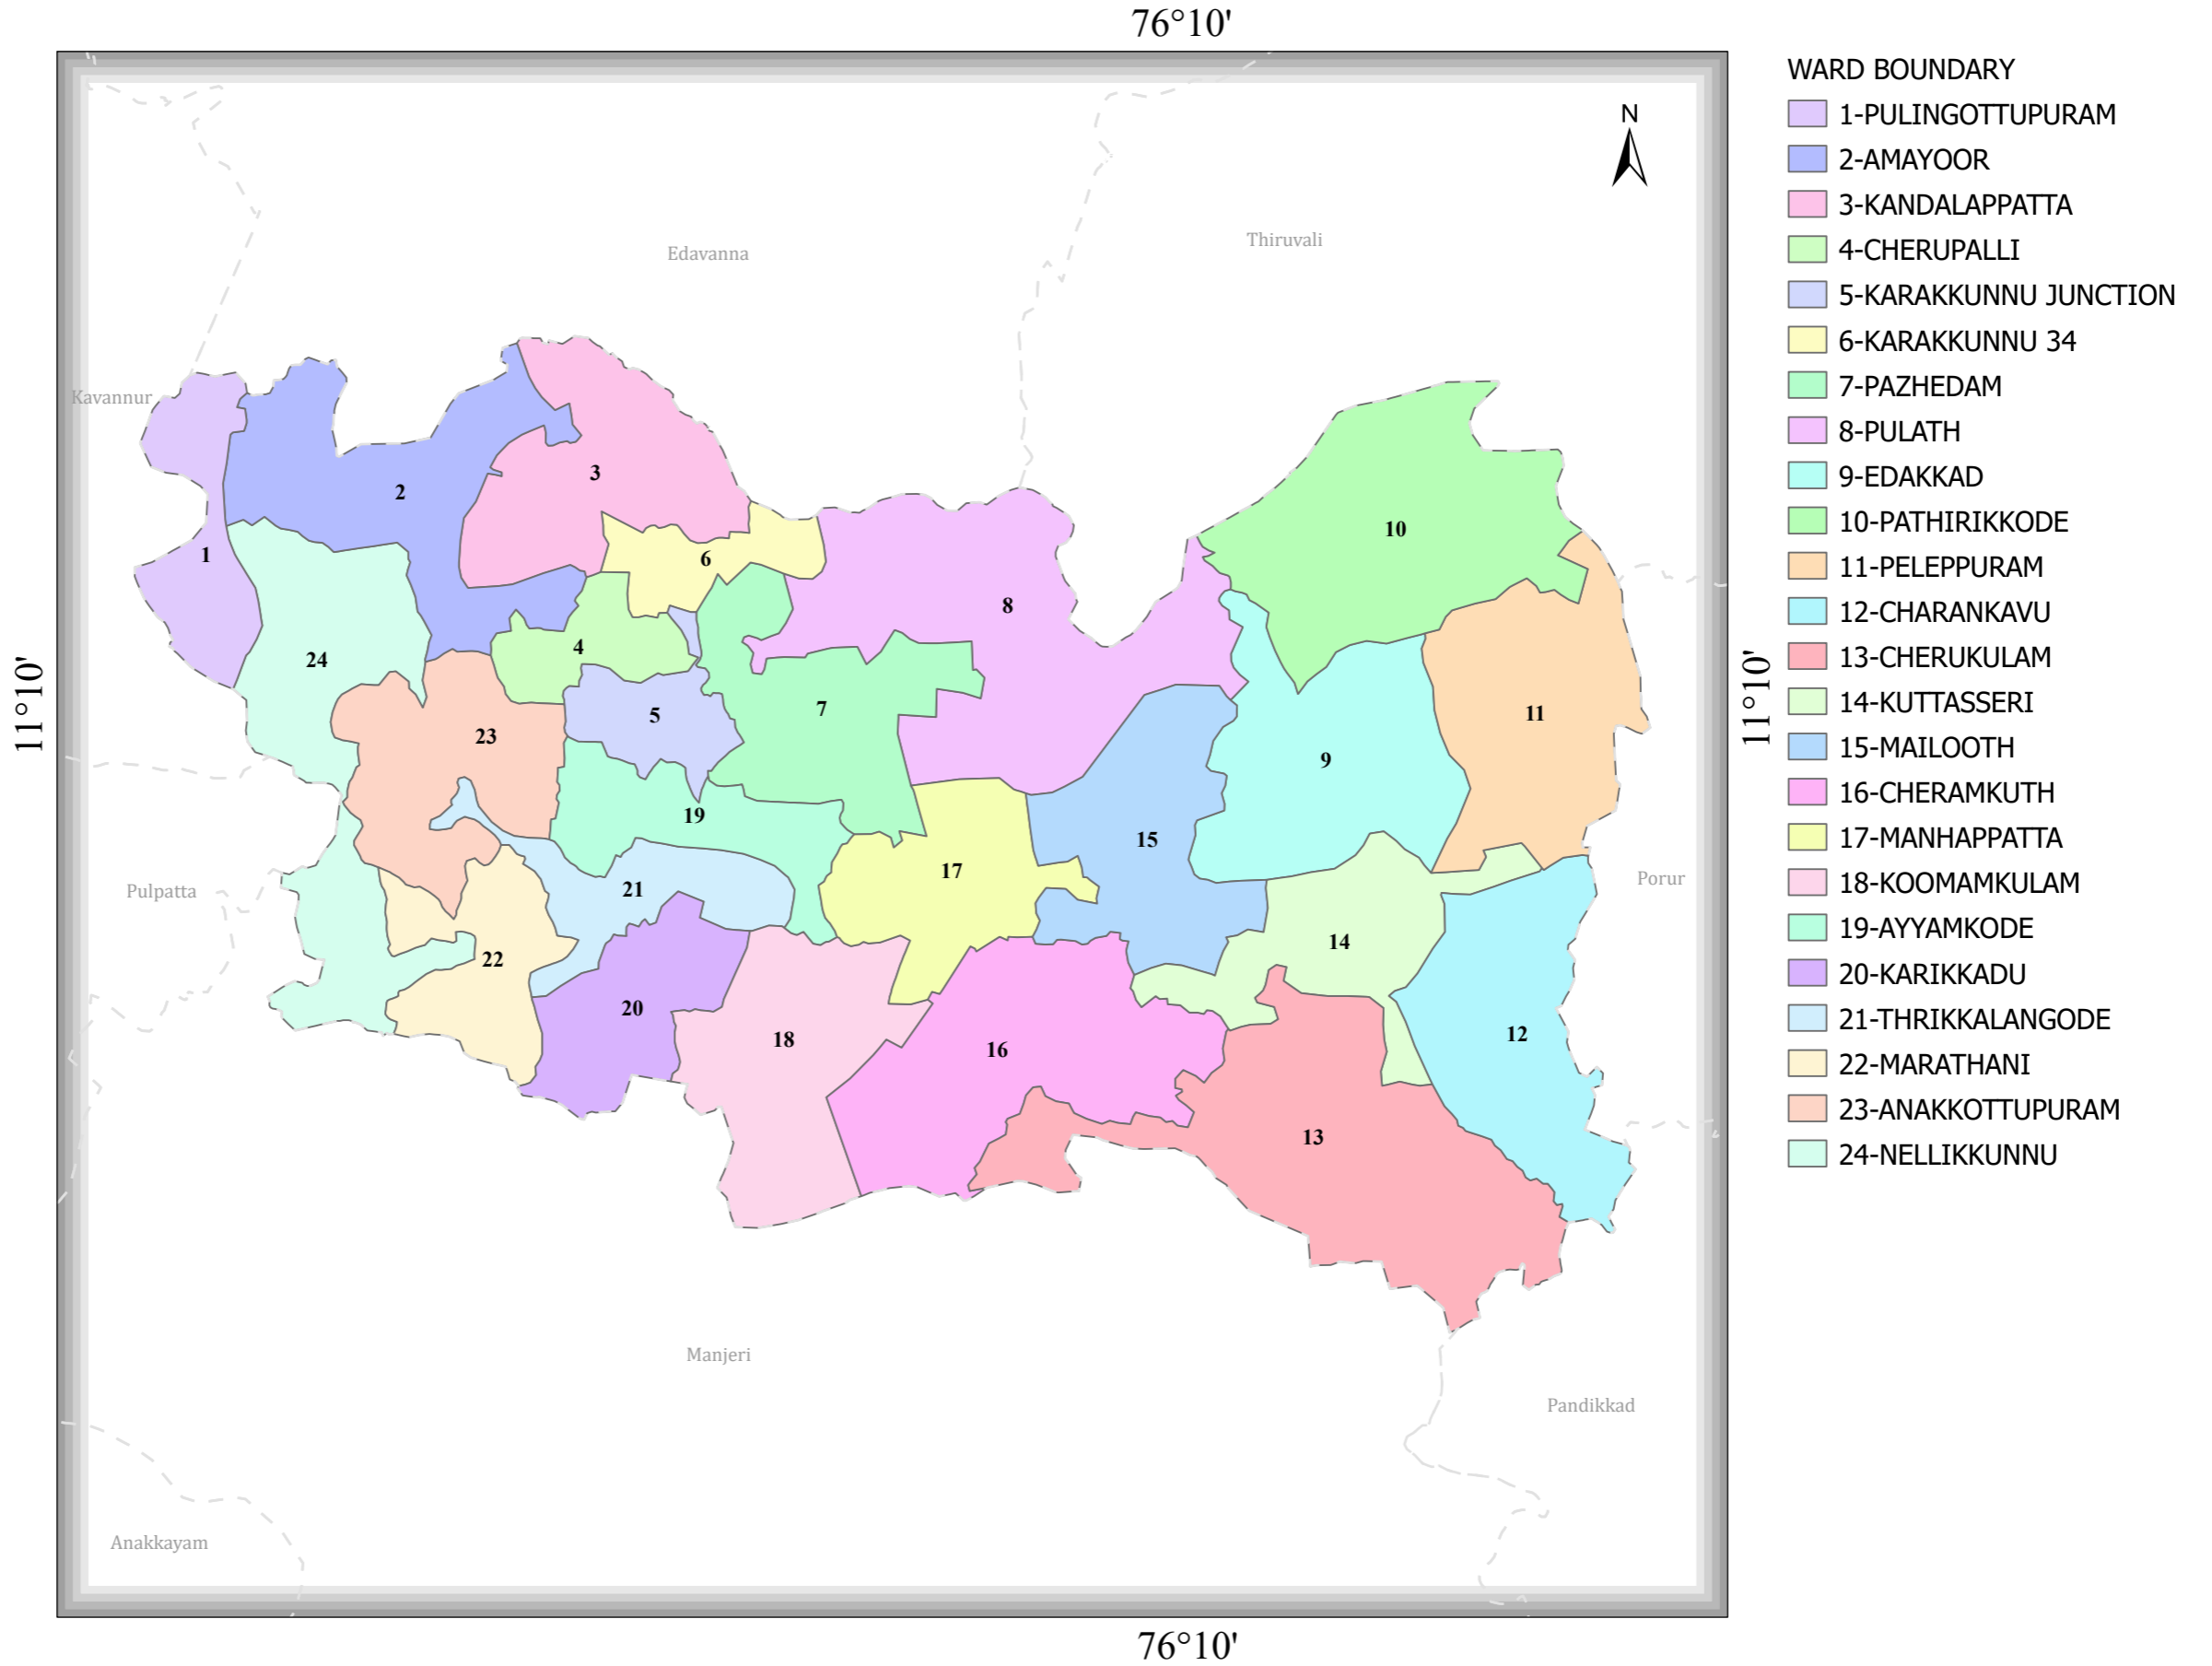 76°10'
WARD BOUNDARY
1-PULINGOTTUPURAM
2-AMAYOOR
3-KANDALAPPATTA
4-CHERUPALLI
5-KARAKKUNNU JUNCTION
6-KARAKKUNNU 34
7-PAZHEDAM
8-PULATH
9-EDAKKAD
10-PATHIRIKKODE
11-PELEPPURAM
12-CHARANKAVU
13-CHERUKULAM
14-KUTTASSERI
15-MAILOOTH
16-CHERAMKUTH
17-MANHAPPATTA
18-KOOMAMKULAM
19-AYYAMKODE
20-KARIKKADU
21-THRIKKALANGODE
22-MARATHANI
23-ANAKKOTTUPURAM
24-NELLIKKUNNU
N
Thiruvali
Edavanna
Kavannur
3
2
10
1
6
8
4
24
7
11
5
23
9
19
15
17
Porur
21
Pulpatta
14
22
20
12
18
16
13
Manjeri
Pandikkad
Anakkayam
11°10'
11°10'
76°10'